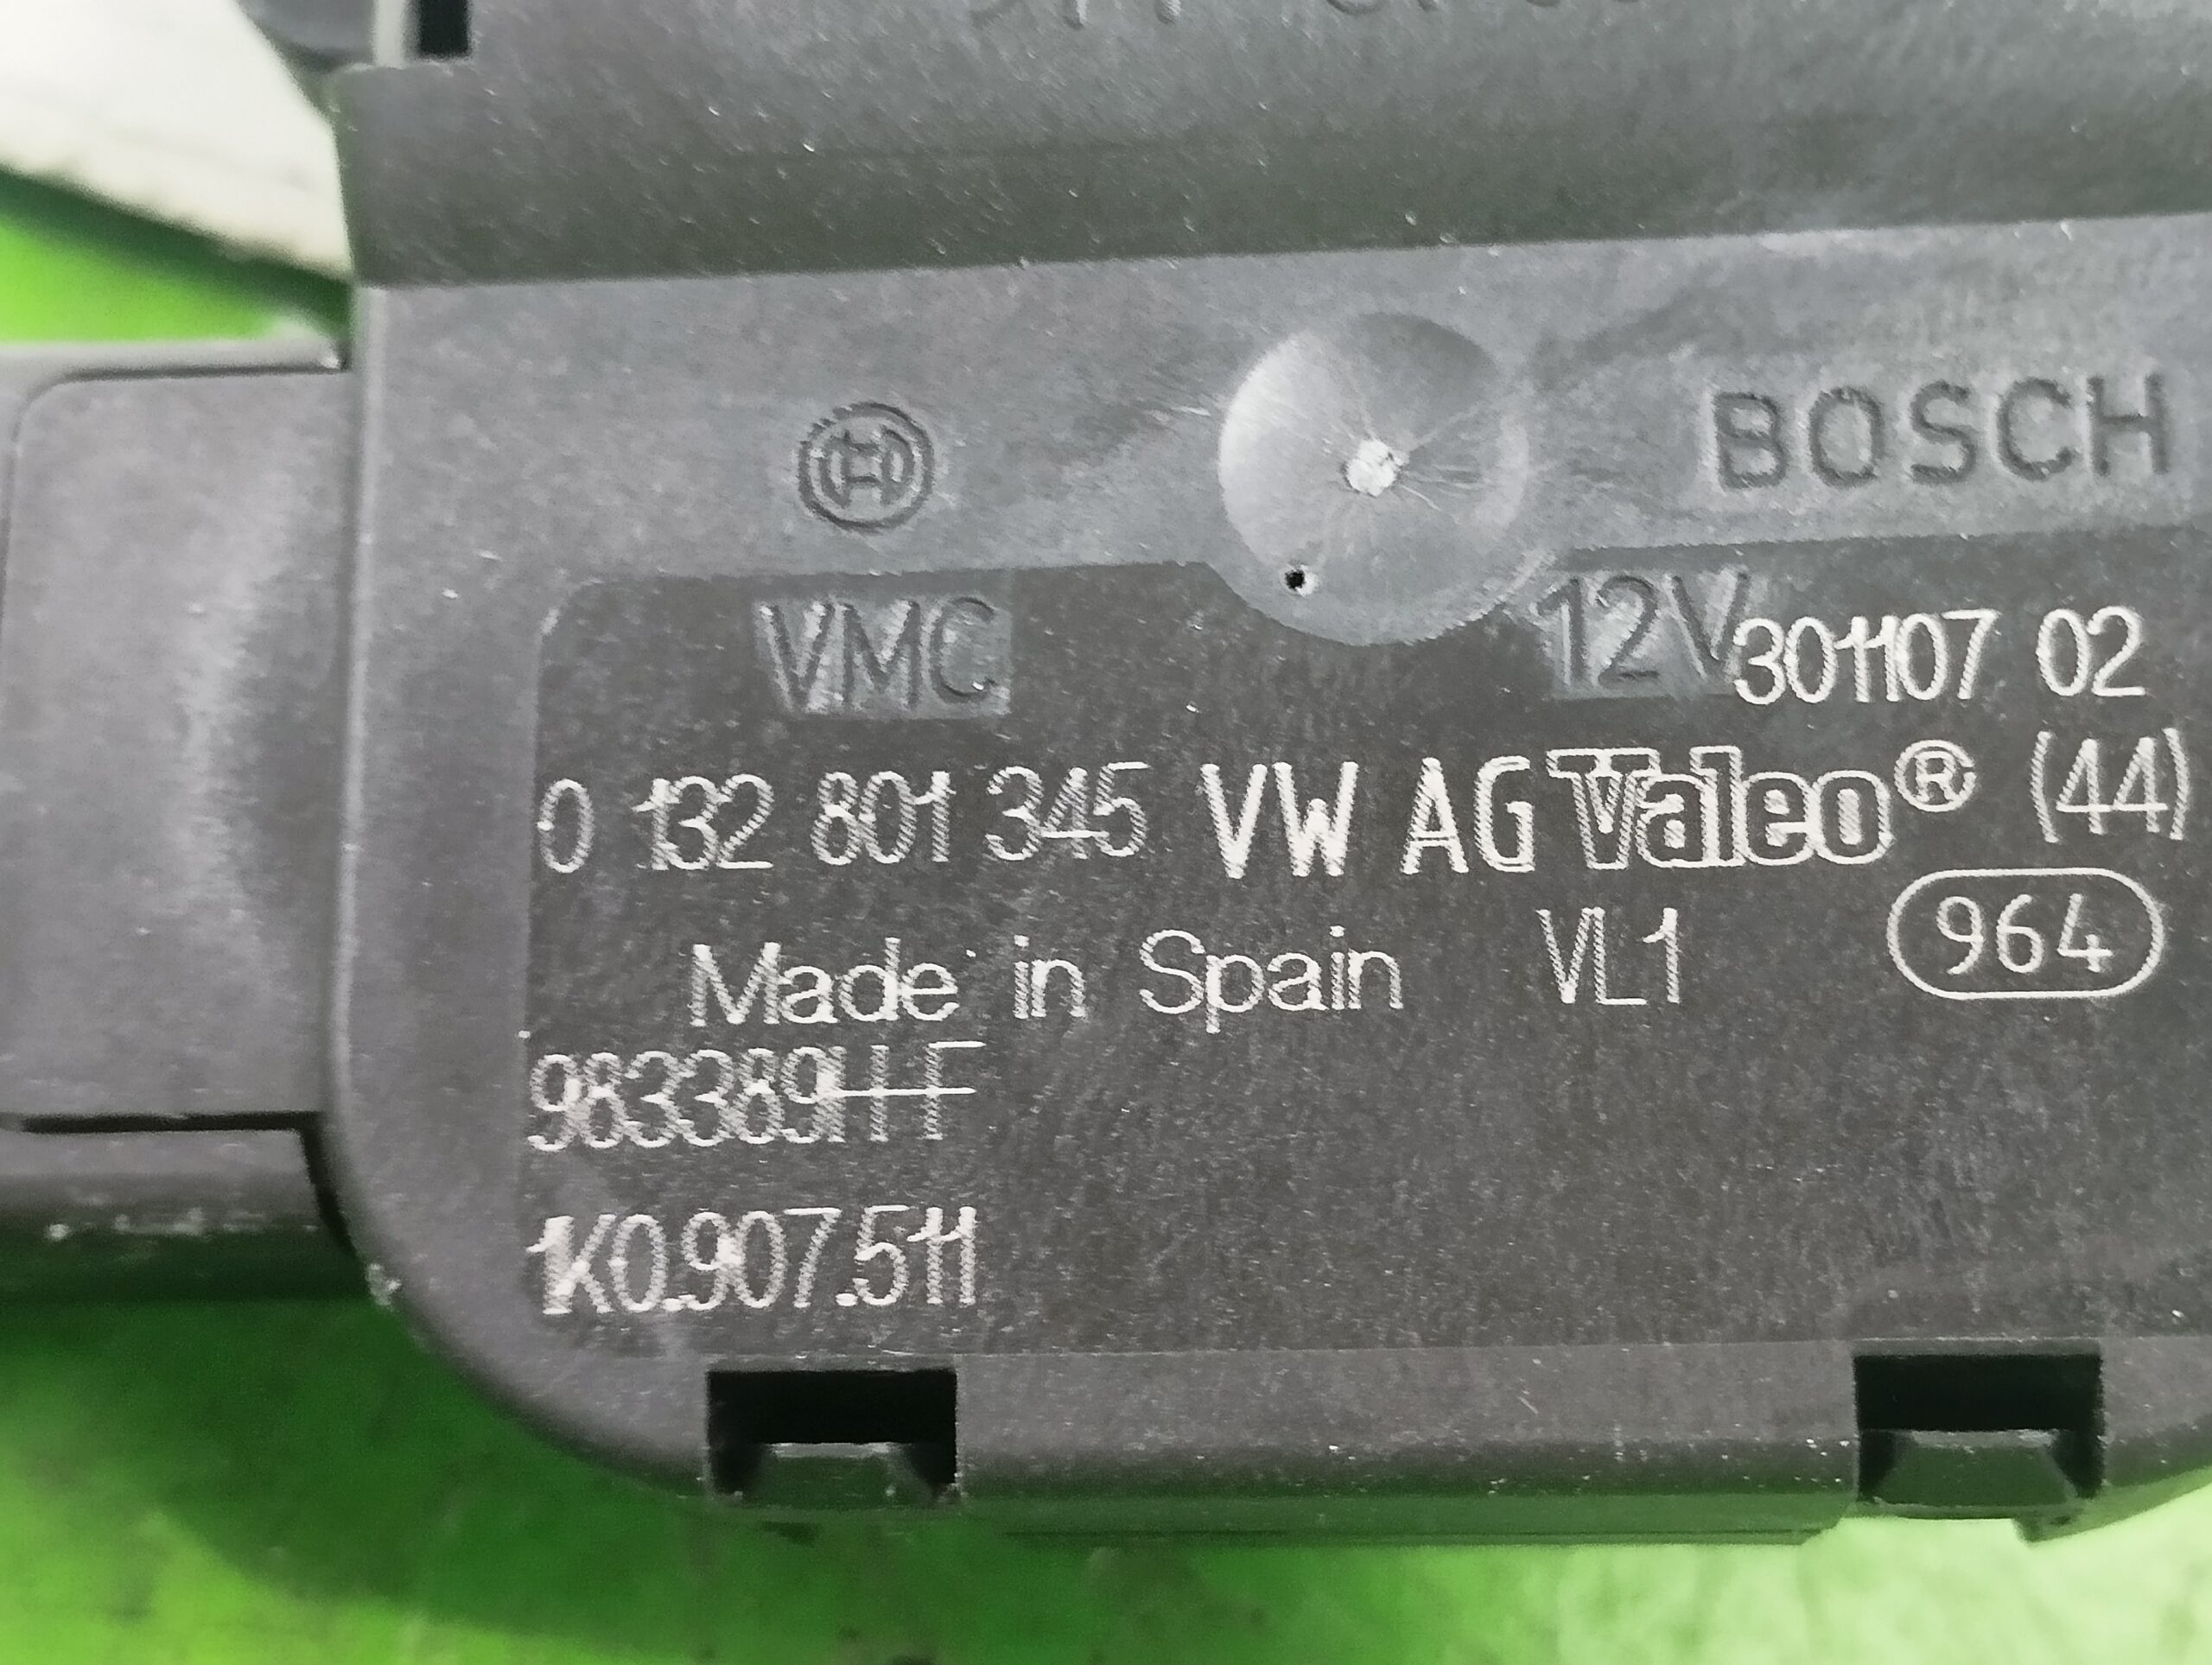 BOSCH
VMC 12V 301107 02
0 132 801 345 VW AG Valeo® (44)
Made in Spain VL1 964
983389H F
1K0.907.511